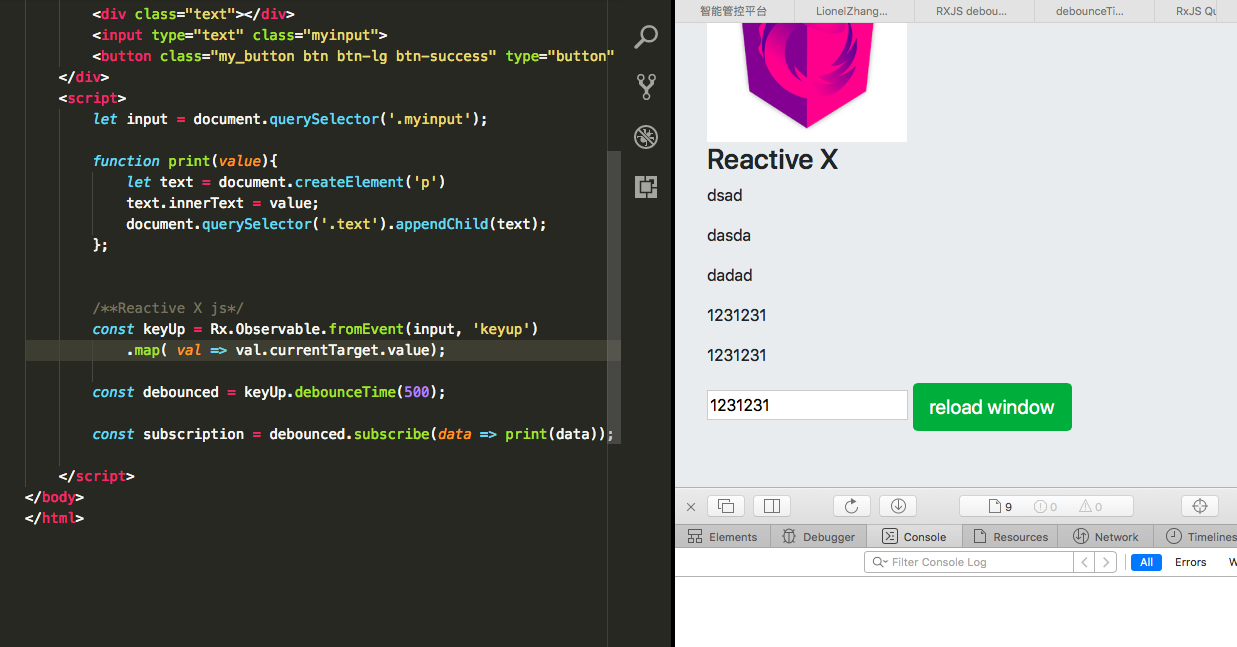 <div class="text"></div>
<input type="text" class="myinput">
<button class="my_button btn btn-lg btn-success" type="button"
</div>
<script>
let input = document.querySelector('.myinput');
function print(value){
let text = document.createElement('p')
text.innerText = value;
document.querySelector('.text').appendChild(text);
};
/**Reactive X js*/
const keyUp = Rx.Observable.fromEvent(input, 'keyup')
.map( val => val.currentTarget.value);
const debounced = keyUp.debounceTime(500);
const subscription = debounced.subscribe(data => print(data));
</script>
</body>
</html>
智能管控平台 LionelZhang... RXJS debou... debounceTi... RxJS Qu
Reactive X
dsad
dasda
dadad
1231231
1231231
1231231 reload window
9 0 0
Elements Debugger Console Resources Network Timelines
Filter Console Log All Errors W